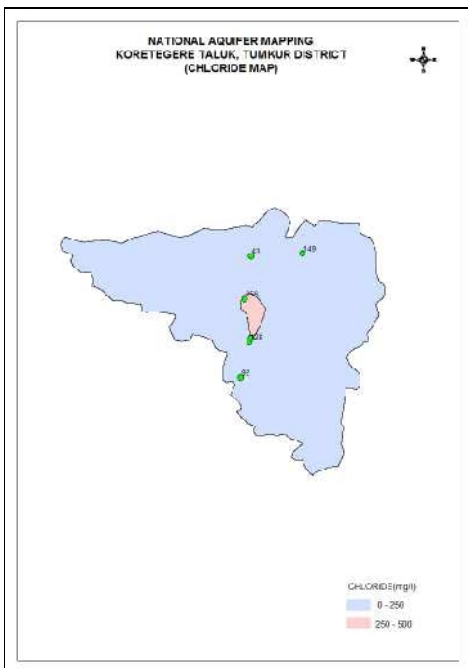 NATIONAL AQUIFER MAPPING
KORETEGERE TALUK, TUMKUR DISTRICT
(CHLORIDE MAP)
149
CHLORIDE(mg/l)
0 - 250
250 - 500